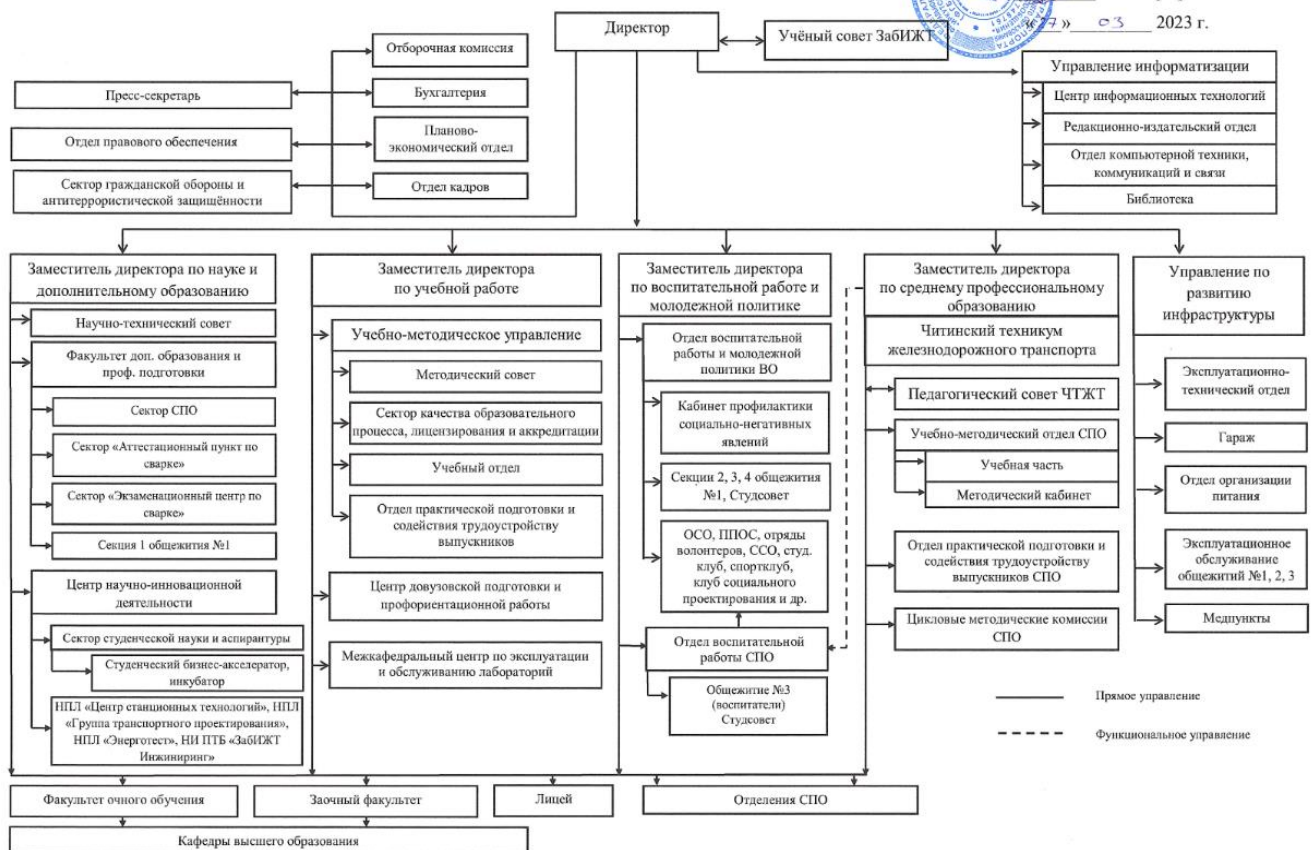 «27» 03 2023 г.
Директор
Учёный совет ЗабИЖТ
Отборочная комиссия
Пресс-секретарь
Бухгалтерия
Отдел правового обеспечения
Планово-
экономический отдел
Сектор гражданской обороны и
антитеррористической защищённости
Отдел кадров
Управление информатизации
Центр информационных технологий
Редакционно-издательский отдел
Отдел компьютерной техники,
коммуникаций и связи
Библиотека
Заместитель директора по науке и
дополнительному образованию
Научно-технический совет
Факультет доп. образования и
проф. подготовки
Сектор СПО
Сектор «Аттестационный пункт по
сварке»
Сектор «Экзаменационный центр по
сварке»
Секция 1 общежития №1
Центр научно-инновационной
деятельности
Сектор студенческой науки и аспирантуры
Студенческий бизнес-акселератор,
инкубатор
НПЛ «Центр станционных технологий», НПЛ
«Группа транспортного проектирования»,
НПЛ «Энерготест», НИ ПТБ «ЗабИЖТ
Инжиниринг»
Заместитель директора
по учебной работе
Учебно-методическое управление
Методический совет
Сектор качества образовательного
процесса, лицензирования и аккредитации
Учебный отдел
Отдел практической подготовки и
содействия трудоустройству
выпускников
Центр довузовской подготовки и
профориентационной работы
Межкафедральный центр по эксплуатации
и обслуживанию лабораторий
Заместитель директора
по воспитательной работе и
молодежной политике
Отдел воспитательной
работы и молодежной
политики ВО
Кабинет профилактики
социально-негативных
явлений
Секции 2, 3, 4 общежития
№1, Студсовет
ОСО, ППОС, отряды
волонтеров, ССО, студ.
клуб, спортклуб,
клуб социального
проектирования и др.
Отдел воспитательной
работы СПО
Общежитие №3
(воспитатели)
Студсовет
Заместитель директора
по среднему профессиональному
образованию
Читинский техникум
железнодорожного транспорта
Педагогический совет ЧТЖТ
Учебно-методический отдел СПО
Учебная часть
Методический кабинет
Отдел практической подготовки и
содействия трудоустройству
выпускников СПО
Цикловые методические комиссии
СПО
Управление по
развитию
инфраструктуры
Эксплуатационно-
технический отдел
Гараж
Отдел организации
питания
Эксплуатационное
обслуживание
общежитий №1, 2, 3
Медпункты
Прямое управление
Функциональное управление
Факультет очного обучения
Заочный факультет
Лицей
Отделения СПО
Кафедры высшего образования